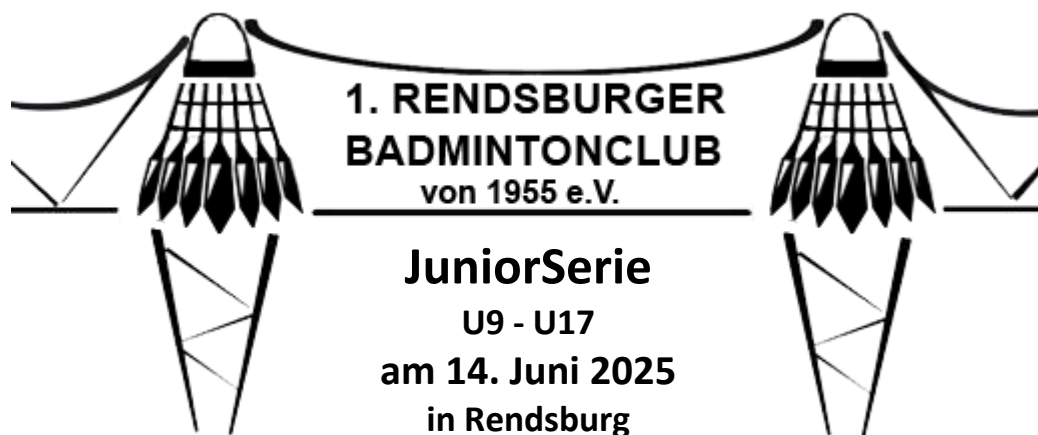 1. RENDSBURGER
BADMINTONCLUB
von 1955 e.V.
JuniorSerie
U9 - U17
am 14. Juni 2025
in Rendsburg